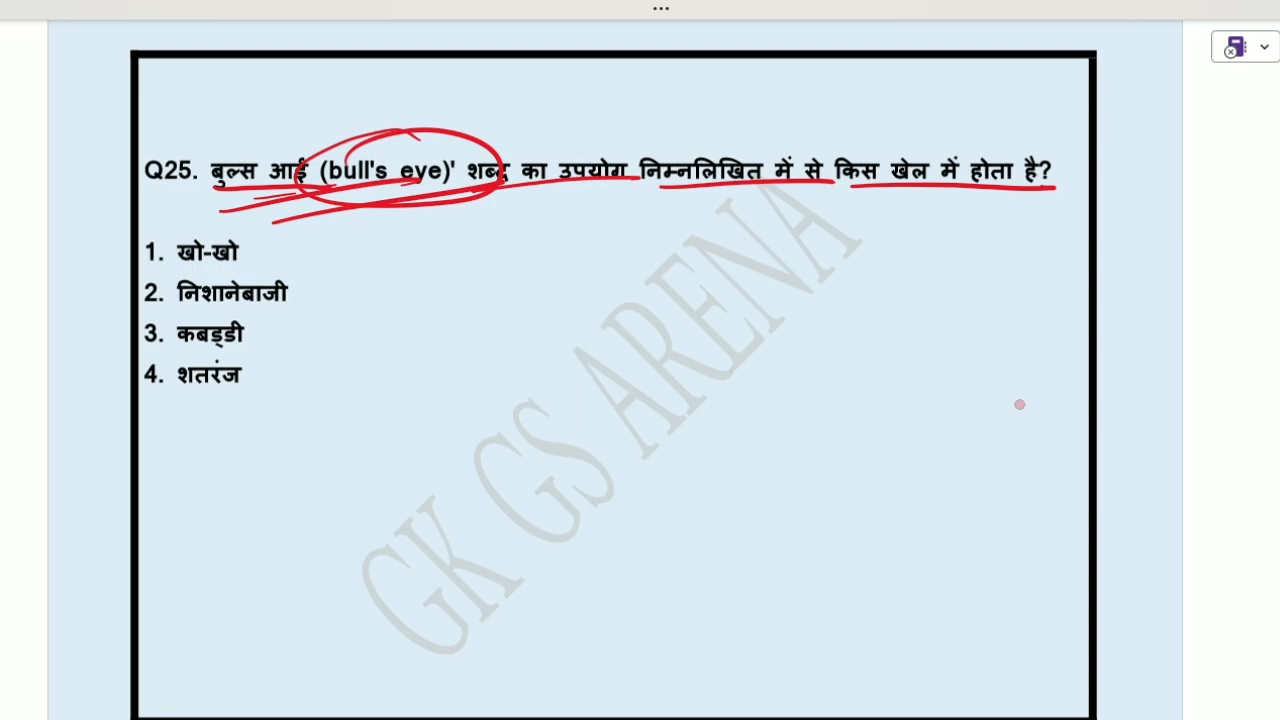 Q25. बुल्स आई (bull's eye)' शब्द का उपयोग निम्नलिखित में से किस खेल में होता है?
1. खो-खो
2. निशानेबाजी
3. कबड्डी
4. शतरंज
GK GS ARENA